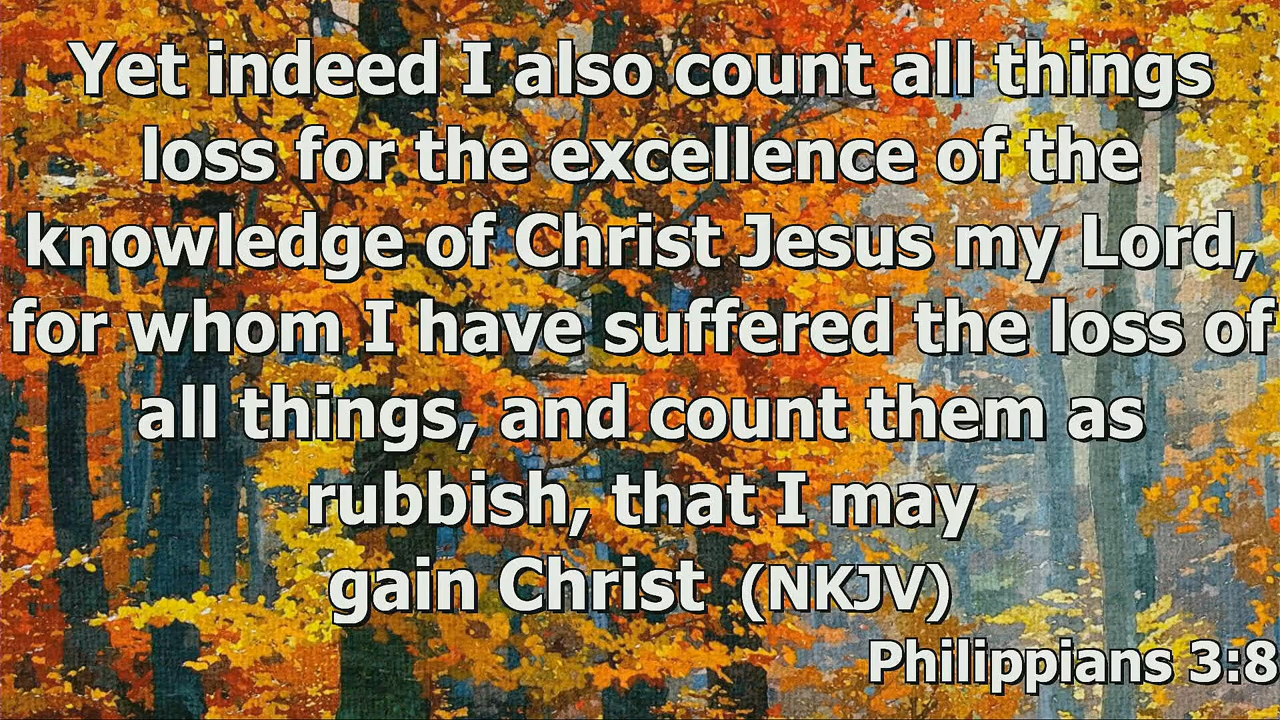 Yet indeed I also count all things
loss for the excellence of the
knowledge of Christ Jesus my Lord,
for whom I have suffered the loss of
all things, and count them as
rubbish, that I may
gain Christ (NKJV)
Philippians 3:8